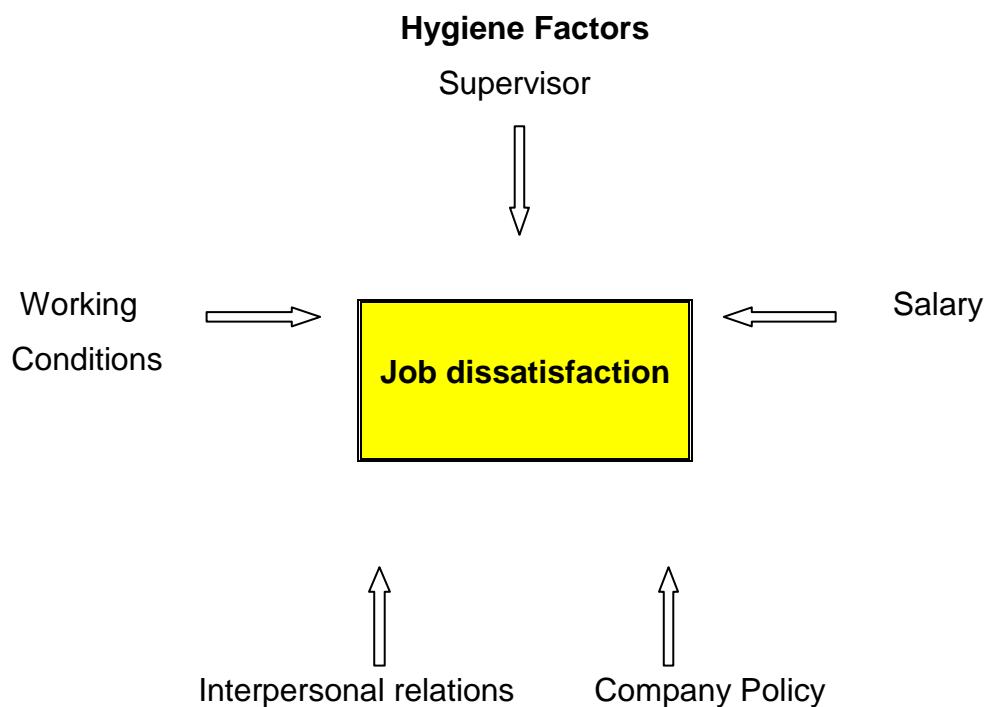 Hygiene Factors
Supervisor
Working
Conditions
Salary
Job dissatisfaction
Interpersonal relations
Company Policy